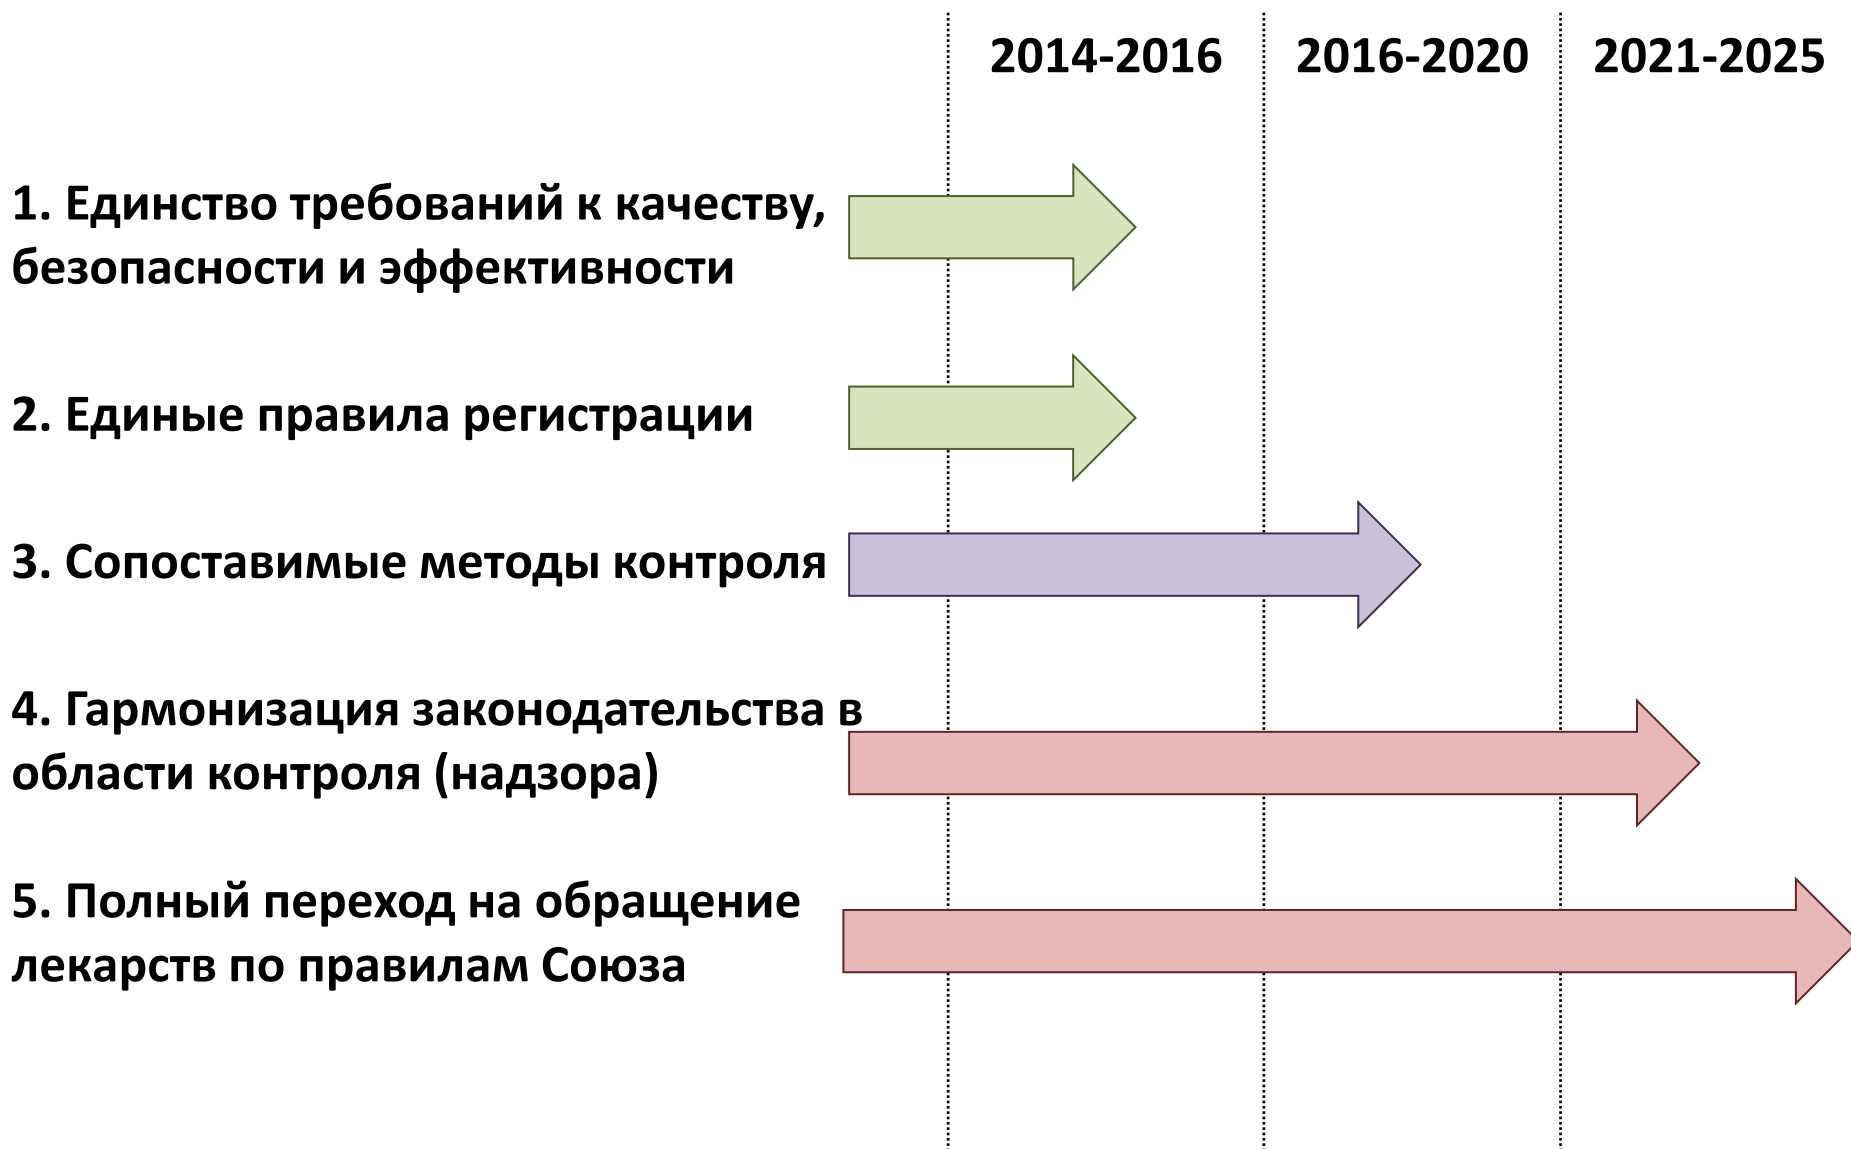 2014-2016
2016-2020
2021-2025
1. Единство требований к качеству,
безопасности и эффективности
2. Единые правила регистрации
3. Сопоставимые методы контроля
4. Гармонизация законодательства в
области контроля (надзора)
5. Полный переход на обращение
лекарств по правилам Союза